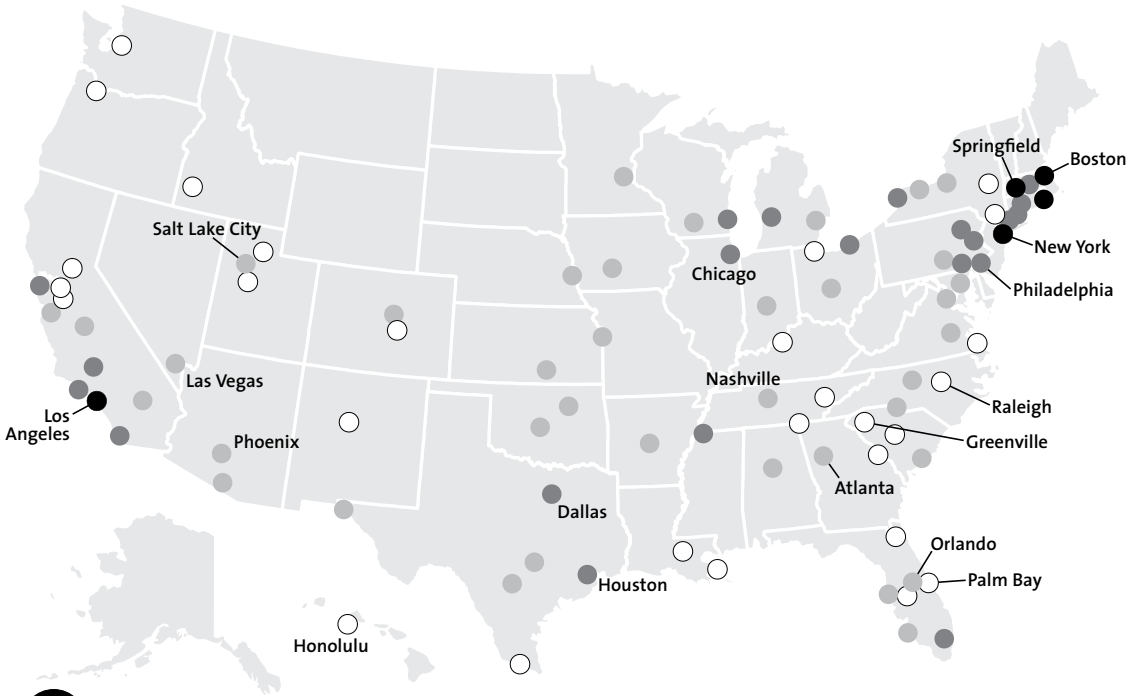 Springfield
Boston
Salt Lake City
New York
Chicago
Philadelphia
Nashville
Las Vegas
Raleigh
Los
Angeles
Phoenix
Greenville
Atlanta
Dallas
Orlando
Palm Bay
Houston
Honolulu